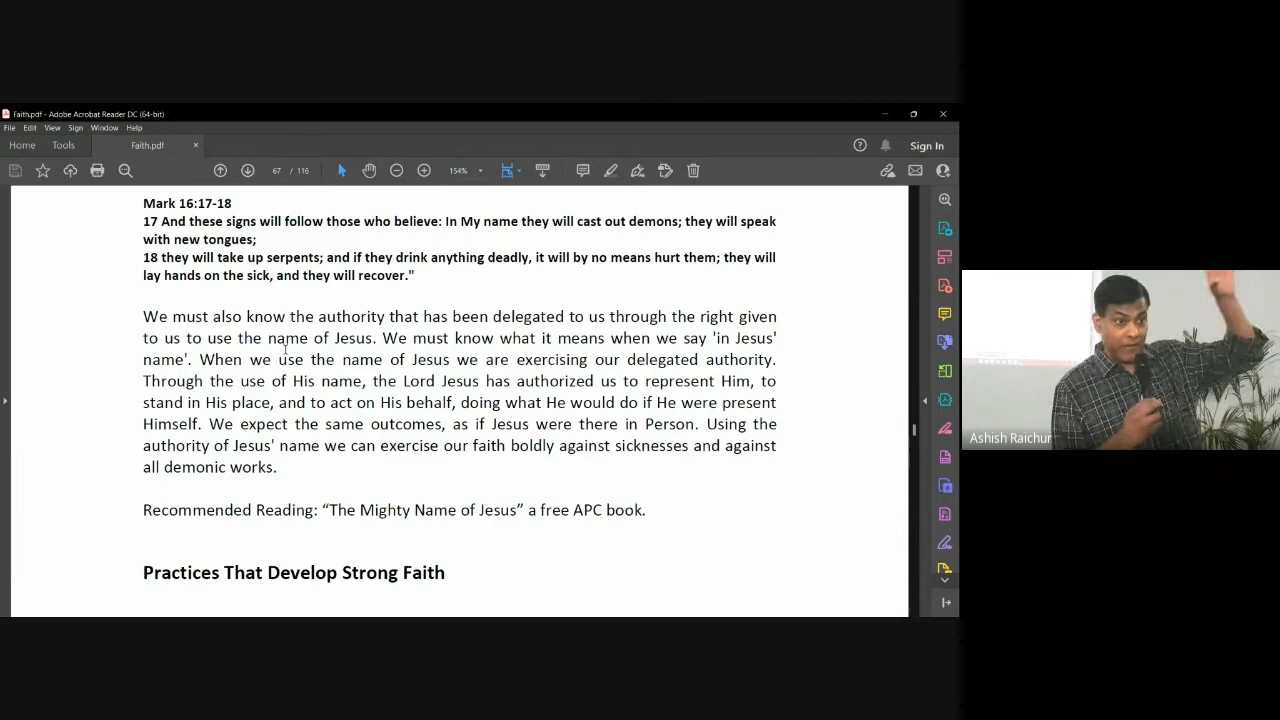 Faith.pdf - Adobe Acrobat Reader DC (64-bit)
File Edit View Sign Window Help
Home Tools Faith.pdf × Sign In
67 / 116 154%
Mark 16:17-18
17 And these signs will follow those who believe: In My name they will cast out demons; they will speak
with new tongues;
18 they will take up serpents; and if they drink anything deadly, it will by no means hurt them; they will
lay hands on the sick, and they will recover."
We must also know the authority that has been delegated to us through the right given
to us to use the name of Jesus. We must know what it means when we say 'in Jesus'
name'. When we use the name of Jesus we are exercising our delegated authority.
Through the use of His name, the Lord Jesus has authorized us to represent Him, to
stand in His place, and to act on His behalf, doing what He would do if He were present
Himself. We expect the same outcomes, as if Jesus were there in Person. Using the
authority of Jesus' name we can exercise our faith boldly against sicknesses and against
all demonic works.
Recommended Reading: “The Mighty Name of Jesus” a free APC book.
Practices That Develop Strong Faith
Ashish Raichur